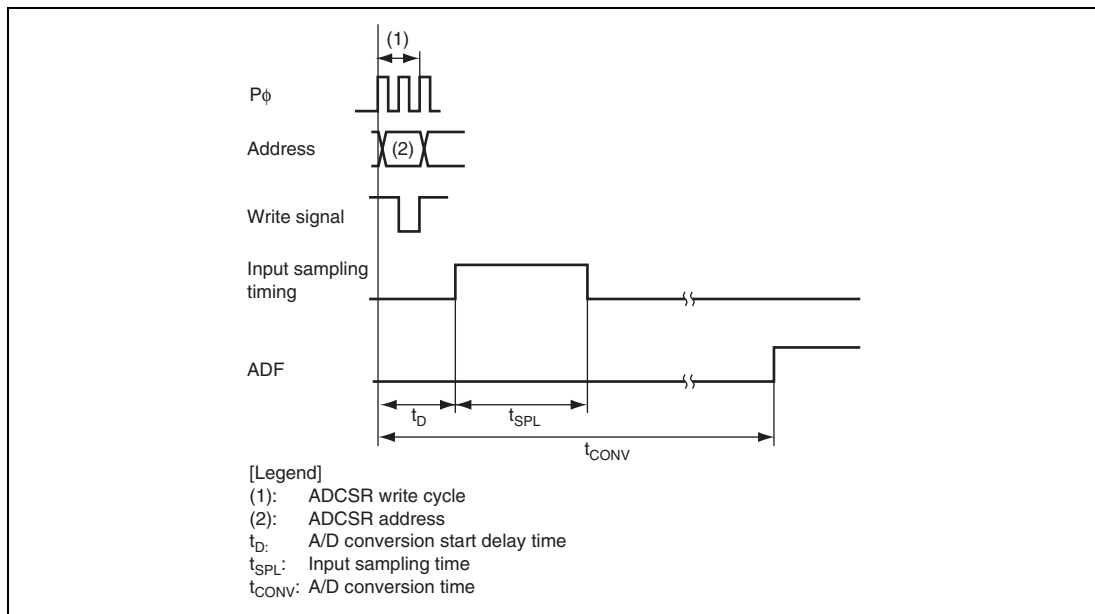 (1)
Pϕ
Address
(2)
Write signal
Input sampling
timing
ADF
tD
tSPL
tCONV
[Legend]
(1): ADCSR write cycle
(2): ADCSR address
tD: A/D conversion start delay time
tSPL: Input sampling time
tCONV: A/D conversion time